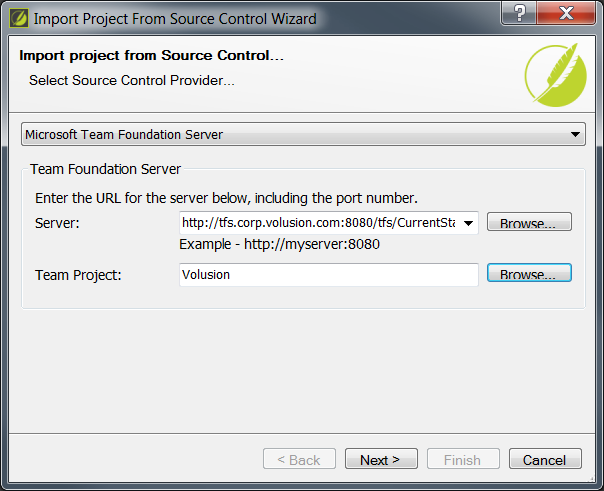 Import Project From Source Control Wizard
?
X
Import project from Source Control...
Select Source Control Provider...
Microsoft Team Foundation Server
Team Foundation Server
Enter the URL for the server below, including the port number.
Server: http://tfs.corp.volusion.com:8080/tfs/CurrentSta Browse...
Example - http://myserver:8080
Team Project: Volusion Browse...
< Back Next > Finish Cancel